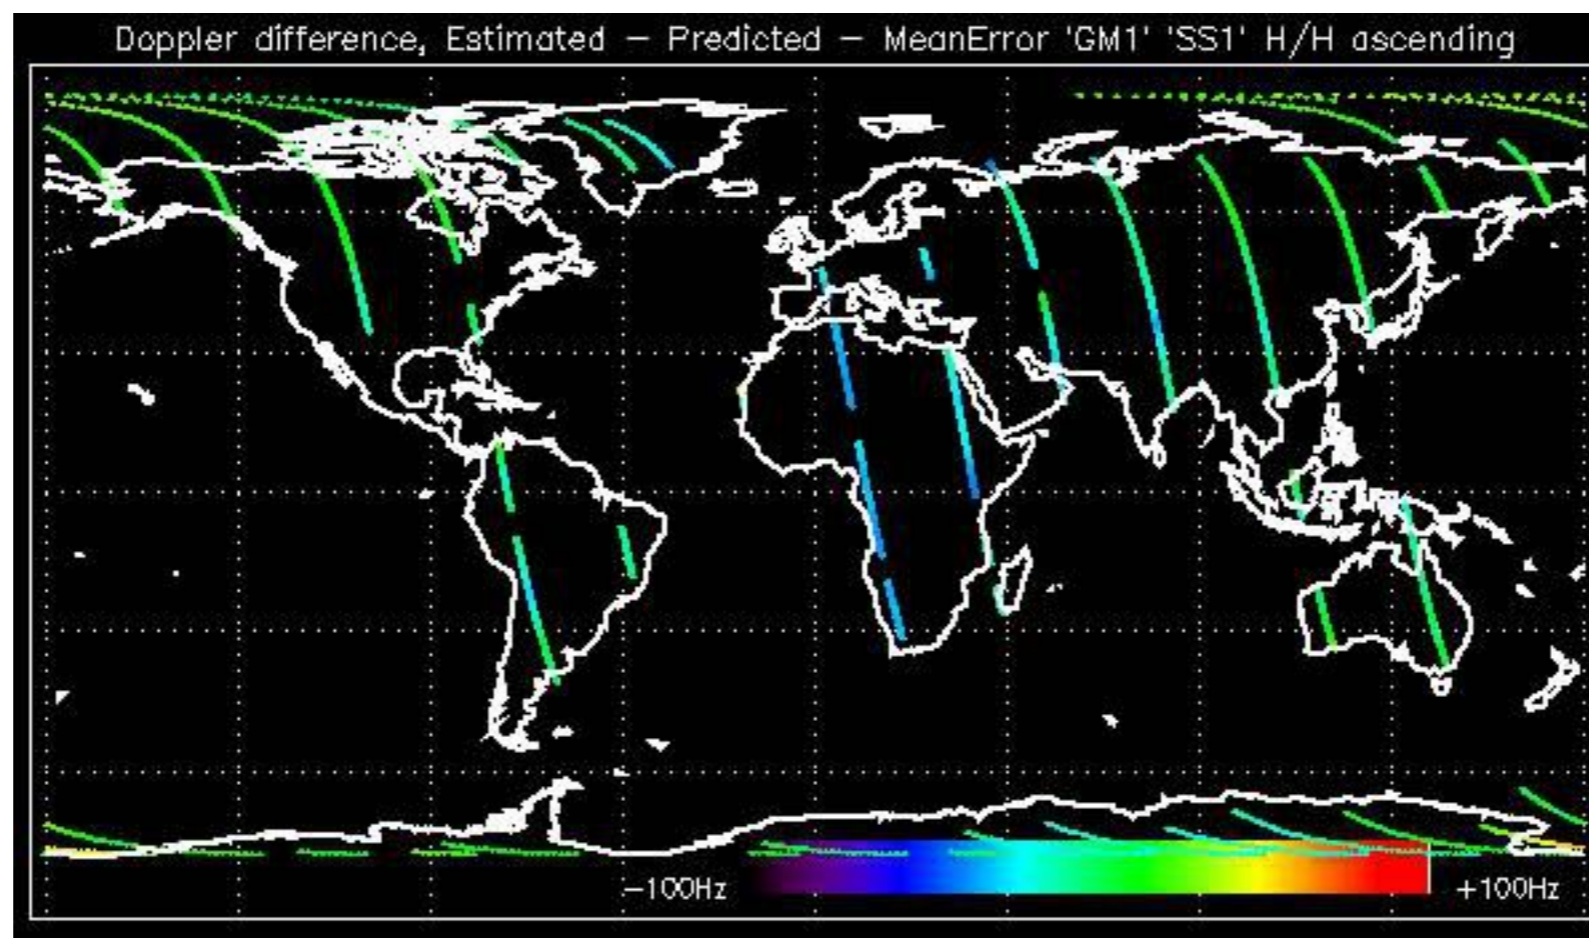 Doppler difference, Estimated — Predicted — MeanError 'GM1' 'SS1' H/H ascending
−100Hz
+100Hz